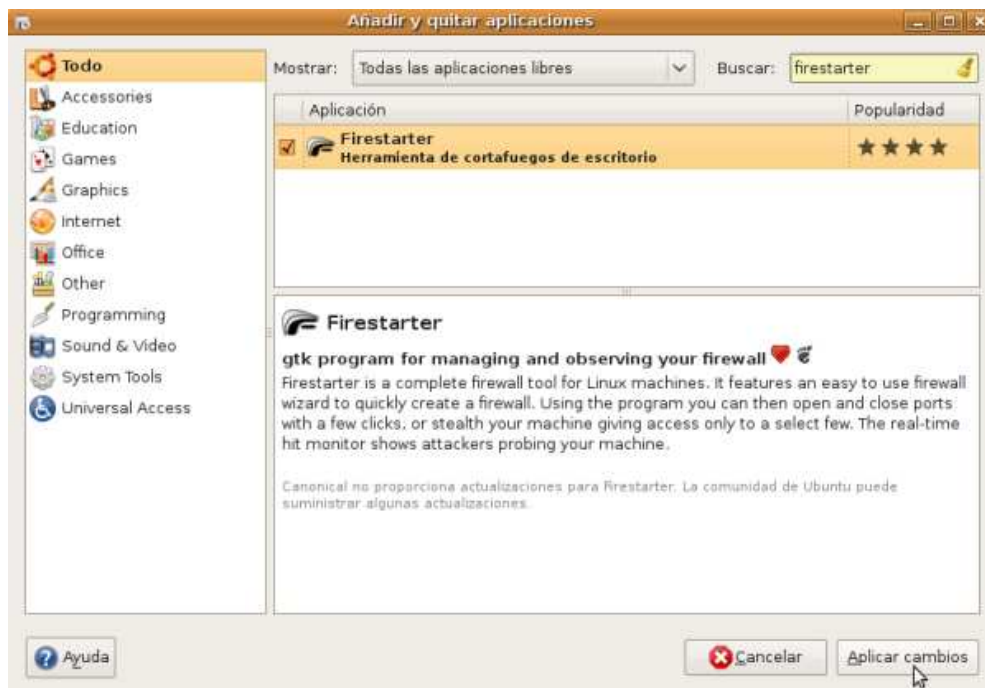 Añadir y quitar aplicaciones
Todo
Accessories
Education
Games
Graphics
Internet
Office
Other
Programming
Sound & Video
System Tools
Universal Access
Mostrar: Todas las aplicaciones libres Buscar: firestarter
Aplicación Popularidad
Firestarter
Herramienta de cortafuegos de escritorio
Firestarter
gtk program for managing and observing your firewall
Firestarter is a complete firewall tool for Linux machines. It features an easy to use firewall
wizard to quickly create a firewall. Using the program you can then open and close ports
with a few clicks, or stealth your machine giving access only to a select few. The real-time
hit monitor shows attackers probing your machine.
Canonical no proporciona actualizaciones para Firestarter. La comunidad de Ubuntu puede
suministrar algunas actualizaciones.
Ayuda
Cancelar
Aplicar cambios